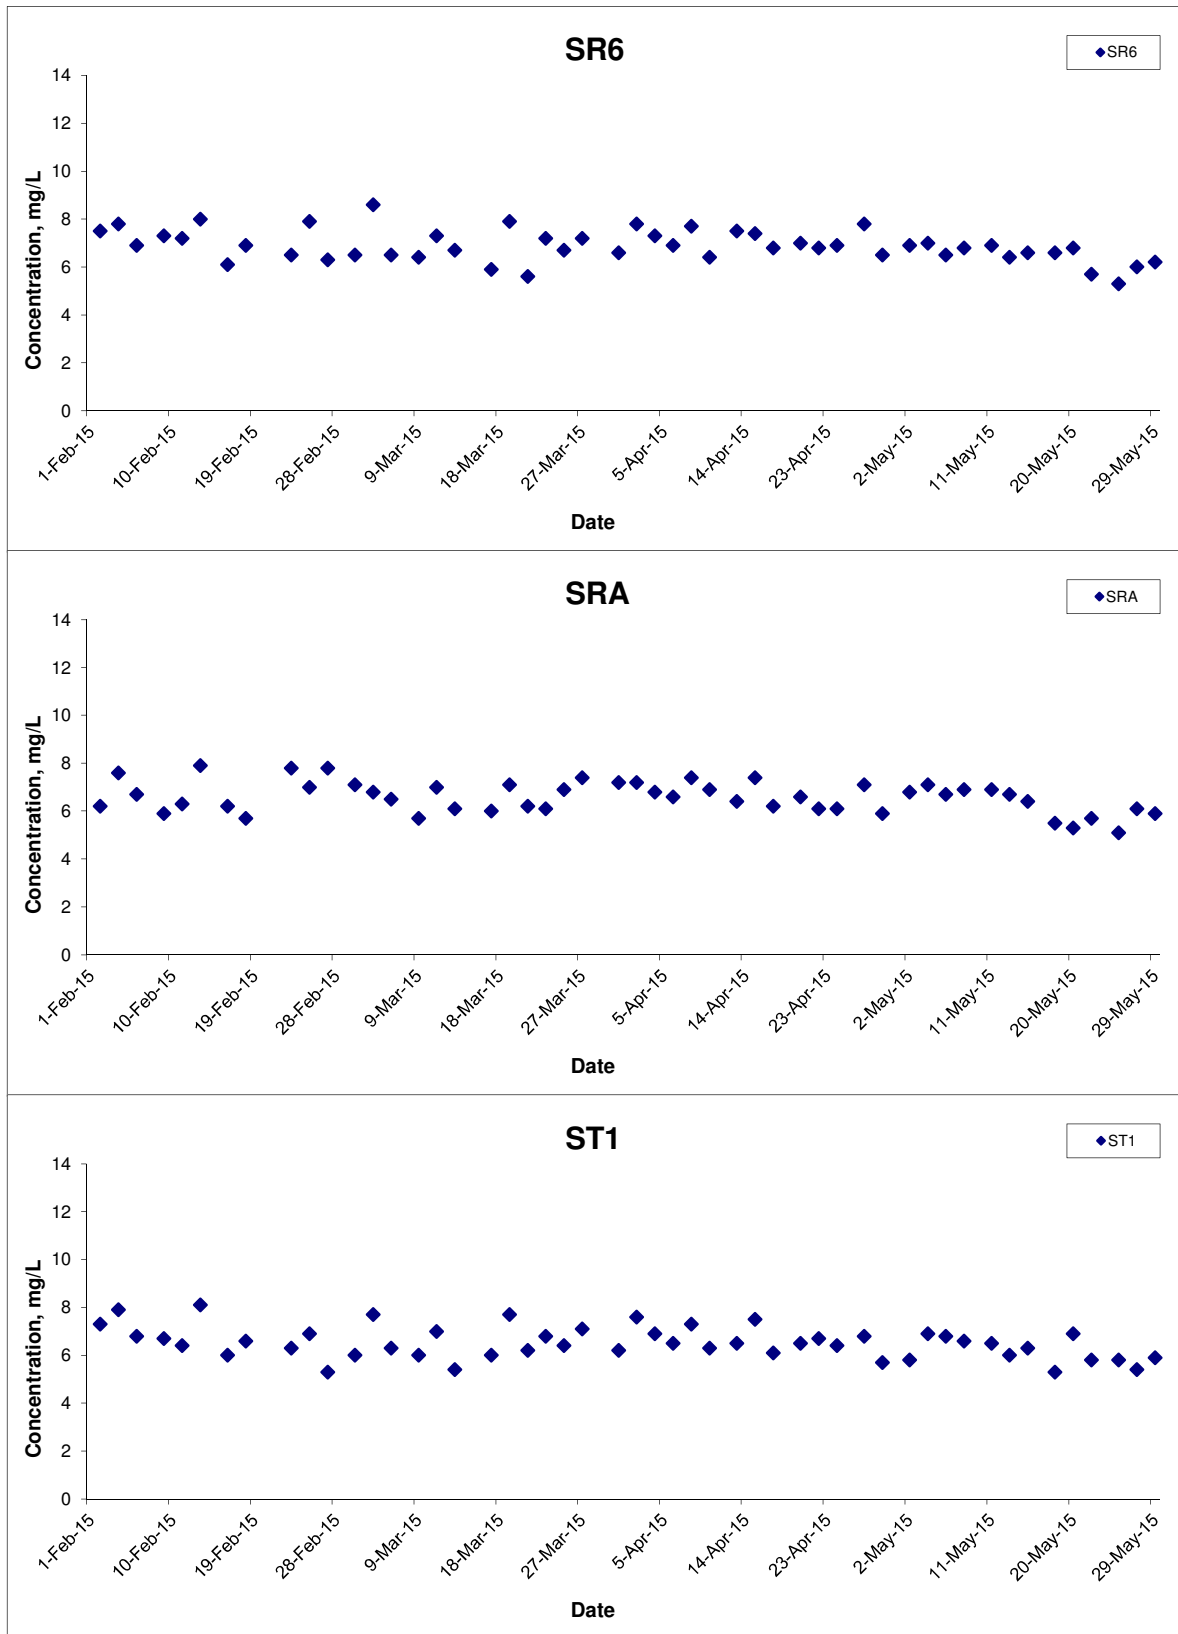 SR6
SR6
14
12
10
8
6
4
2
0
Concentration, mg/L
1-Feb-15
10-Feb-15
19-Feb-15
28-Feb-15
9-Mar-15
18-Mar-15
27-Mar-15
5-Apr-15
14-Apr-15
23-Apr-15
2-May-15
11-May-15
20-May-15
29-May-15
Date
SRA
SRA
14
12
10
8
6
4
2
0
Concentration, mg/L
1-Feb-15
10-Feb-15
19-Feb-15
28-Feb-15
9-Mar-15
18-Mar-15
27-Mar-15
5-Apr-15
14-Apr-15
23-Apr-15
2-May-15
11-May-15
20-May-15
29-May-15
Date
ST1
ST1
14
12
10
8
6
4
2
0
Concentration, mg/L
1-Feb-15
10-Feb-15
19-Feb-15
28-Feb-15
9-Mar-15
18-Mar-15
27-Mar-15
5-Apr-15
14-Apr-15
23-Apr-15
2-May-15
11-May-15
20-May-15
29-May-15
Date